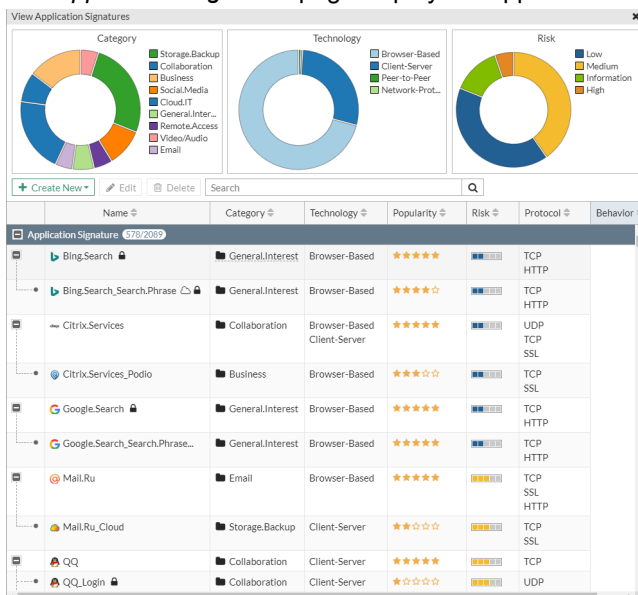 View Application Signatures
Category
Storage.Backup
Collaboration
Business
Social.Media
Cloud.IT
General.Inter...
Remote.Access
Video/Audio
Email
Technology
Browser-Based
Client-Server
Peer-to-Peer
Network-Prot...
Risk
Low
Medium
Information
High
Create New Edit Delete Search
Name Category Technology Popularity Risk Protocol Behavior
Application Signature 578/2089
Bing.Search General.Interest Browser-Based TCP
HTTP
Bing.Search_Search.Phrase General.Interest Browser-Based TCP
HTTP
Citrix.Services Collaboration Browser-Based UDP
Client-Server TCP
SSL
Citrix.Services_Podio Business Browser-Based TCP
SSL
Google.Search General.Interest Browser-Based TCP
HTTP
Google.Search_Search.Phrase... General.Interest Browser-Based TCP
HTTP
Mail.Ru Email Browser-Based TCP
SSL
HTTP
Mail.Ru_Cloud Storage.Backup Client-Server TCP
SSL
QQ Collaboration Client-Server TCP
QQ_Login Collaboration Client-Server UDP